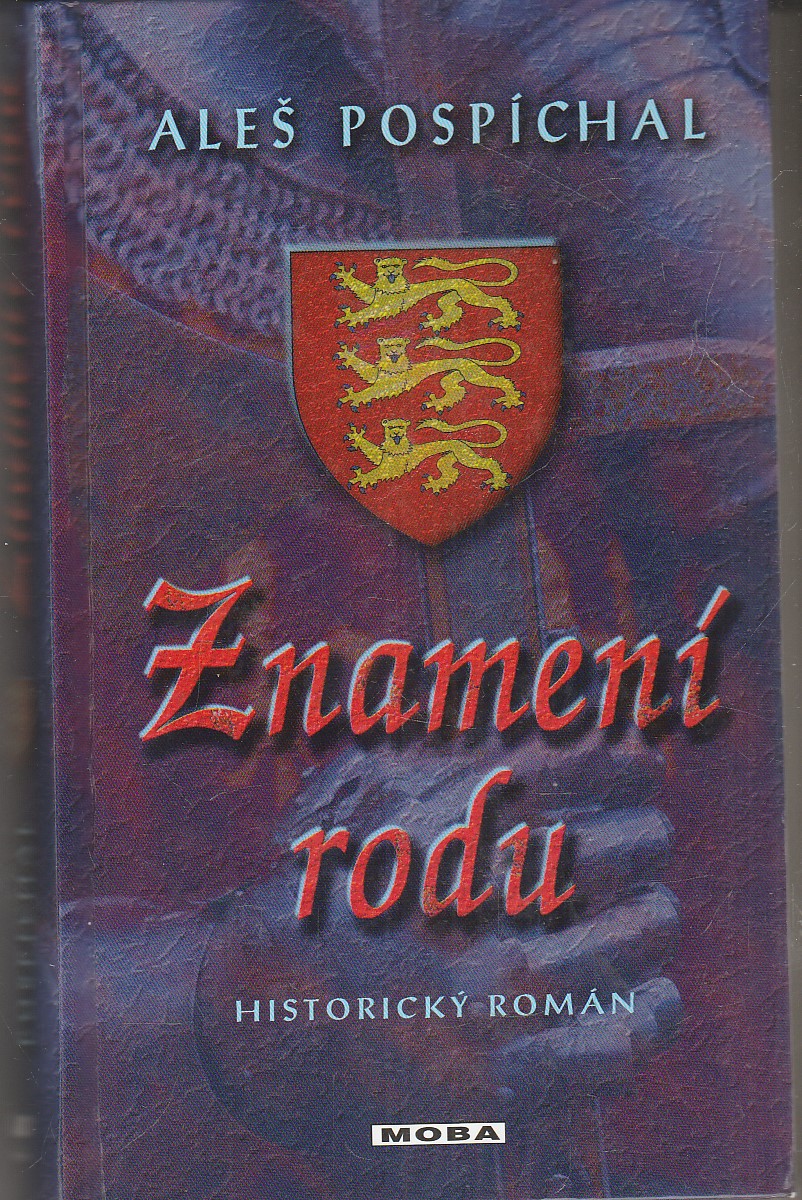 ALEŠ POSPÍCHAL
Znamení
rodu
HISTORICKÝ ROMÁN
MOBA